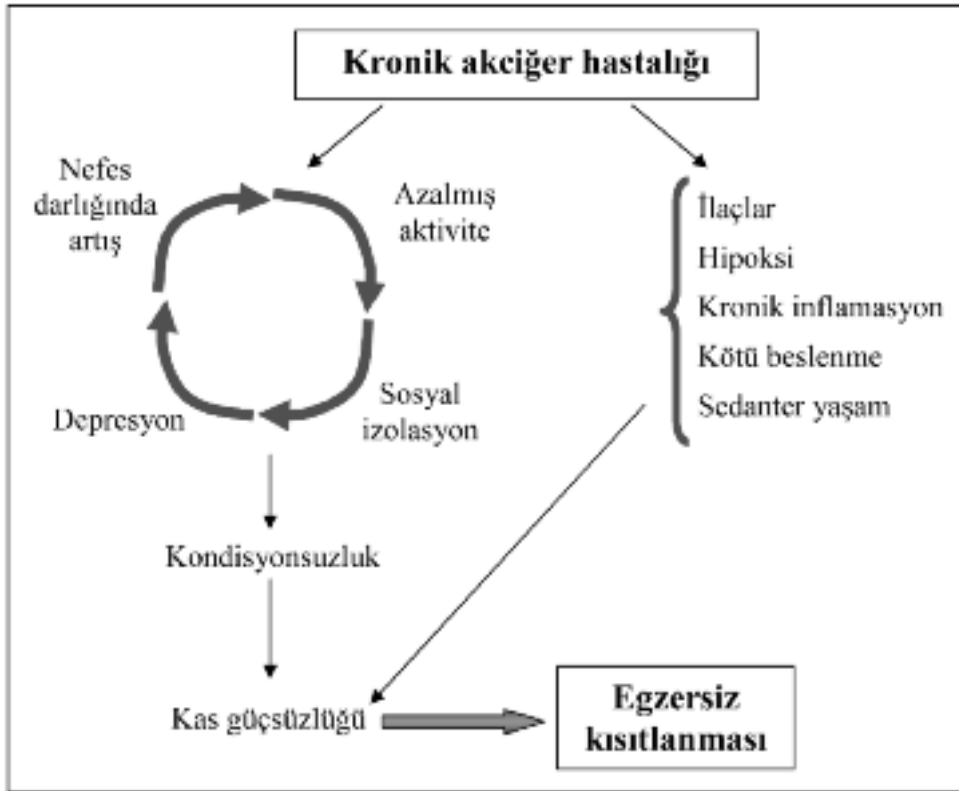 Kronik akciğer hastalığı
Nefes
darlığında
artış
Azalmış
aktivite
Sosyal
izolasyon
Depresyon
İlaçlar
Hipoksi
Kronik inflamasyon
Kötü beslenme
Sedanter yaşam
Kondisyonsuzluk
Kas güçsüzlüğü
Egzersiz
kısıtlanması